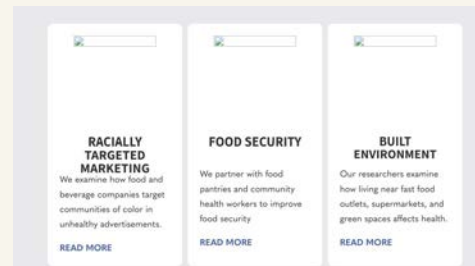 RACIALLY
TARGETED
MARKETING
We examine how food and
beverage companies target
communities of color in
unhealthy advertisements.
READ MORE
FOOD SECURITY
We partner with food
pantries and community
health workers to improve
food security
READ MORE
BUILT
ENVIRONMENT
Our researchers examine
how living near fast food
outlets, supermarkets, and
green spaces affects health.
READ MORE